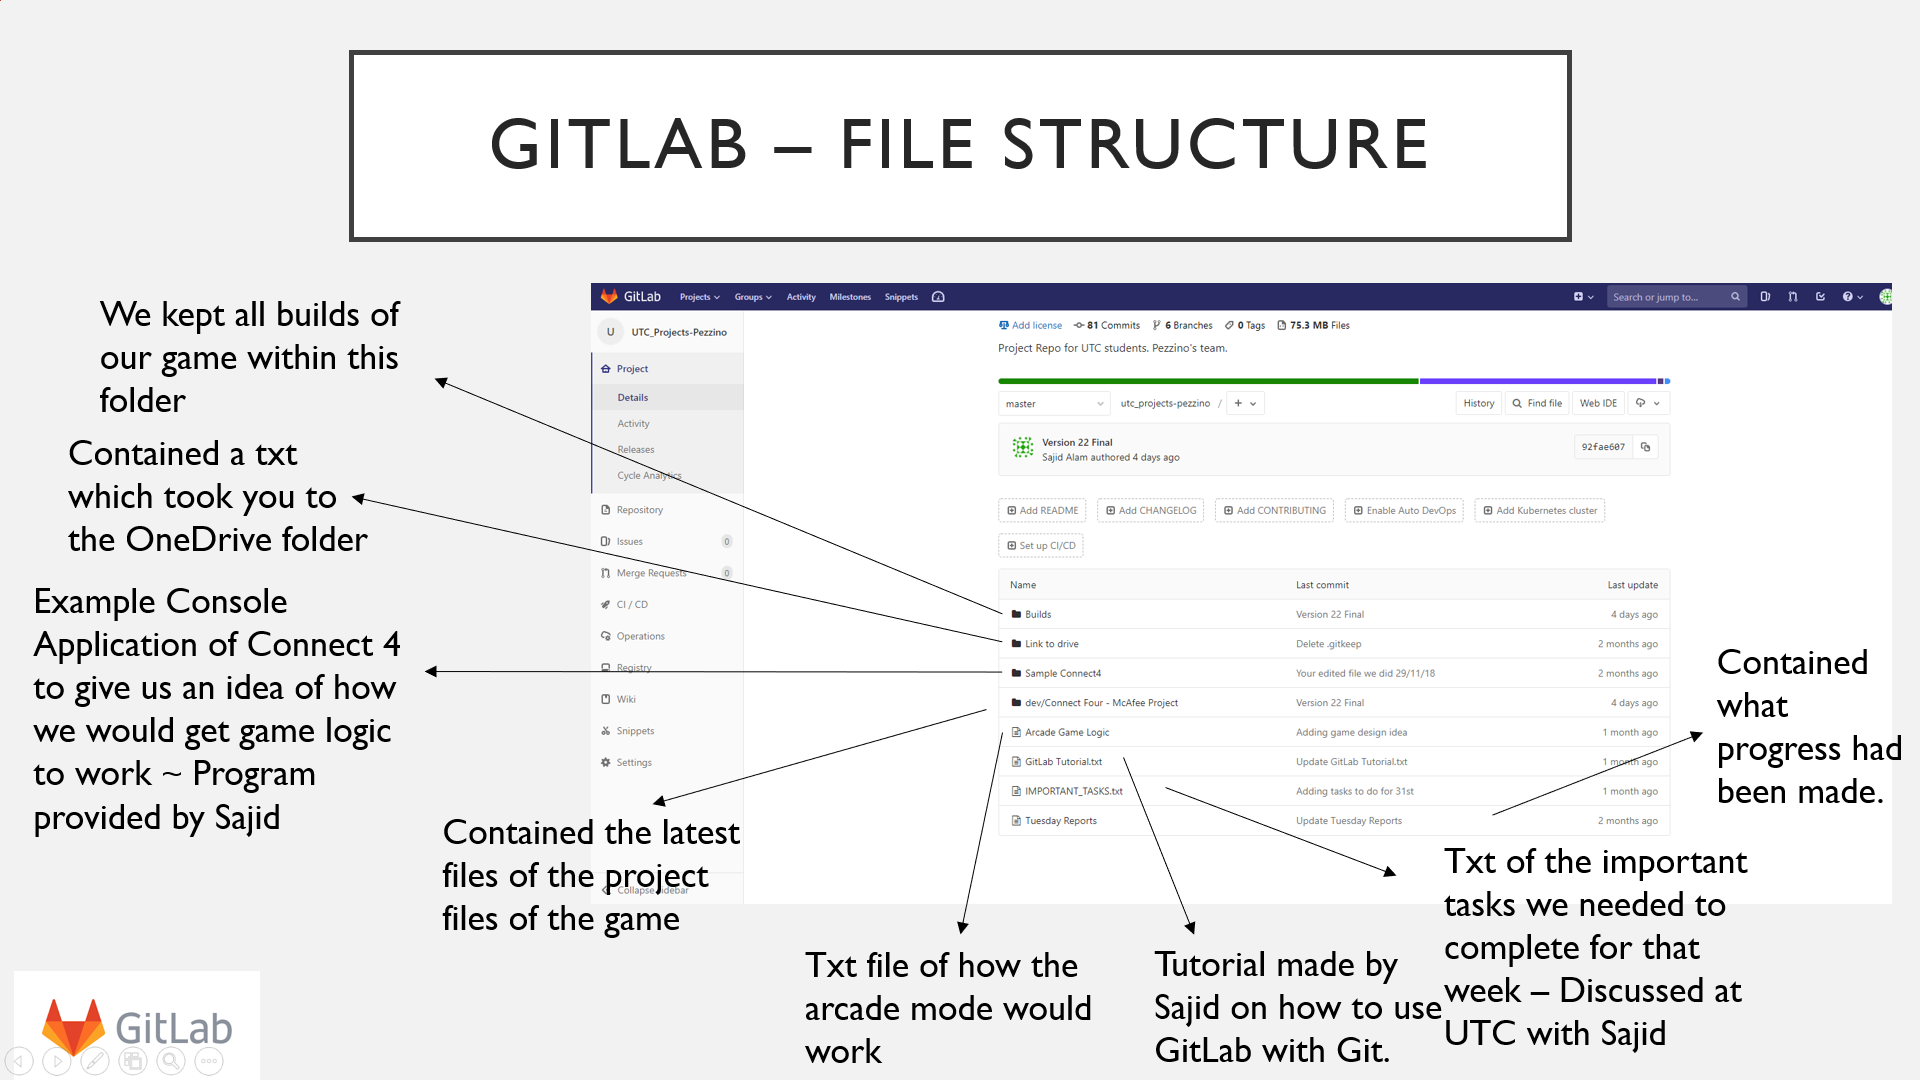 GITLAB – FILE STRUCTURE
We kept all builds of
our game within this
folder
Contained a txt
which took you to
the OneDrive folder
Example Console
Application of Connect 4
to give us an idea of how
we would get game logic
to work ~ Program
provided by Sajid
GitLab Projects Groups Activity Milestones Snippets Search or jump to...
U UTC_Projects-Pezzino
Project
Details
Activity
Releases
Cycle Analytics
Repository
Issues 0
Merge Requests 0
CI / CD
Operations
Registry
Wiki
Snippets
Settings
Collapse sidebar
Add license 81 Commits 6 Branches 0 Tags 75.3 MB Files
Project Repo for UTC students. Pezzino's team.
master utc_projects-pezzino / + History Find file Web IDE
Version 22 Final
Sajid Alam authored 4 days ago
92fae607
Add README Add CHANGELOG Add CONTRIBUTING Enable Auto DevOps Add Kubernetes cluster
Set up CI/CD
Name Last commit Last update
Builds Version 22 Final 4 days ago
Link to drive Delete .gitkeep 2 months ago
Sample Connect4 Your edited file we did 29/11/18 2 months ago
dev/Connect Four - McAfee Project Version 22 Final 4 days ago
Arcade Game Logic Adding game design idea 1 month ago
GitLab Tutorial.txt Update GitLab Tutorial.txt 1 month ago
IMPORTANT_TASKS.txt Adding tasks to do for 31st 1 month ago
Tuesday Reports Update Tuesday Reports 2 months ago
Contained
what
progress had
been made.
Contained the latest
files of the project
files of the game
Txt file of how the
arcade mode would
work
Tutorial made by
Sajid on how to use
GitLab with Git.
Txt of the important
tasks we needed to
complete for that
week – Discussed at
UTC with Sajid
GitLab